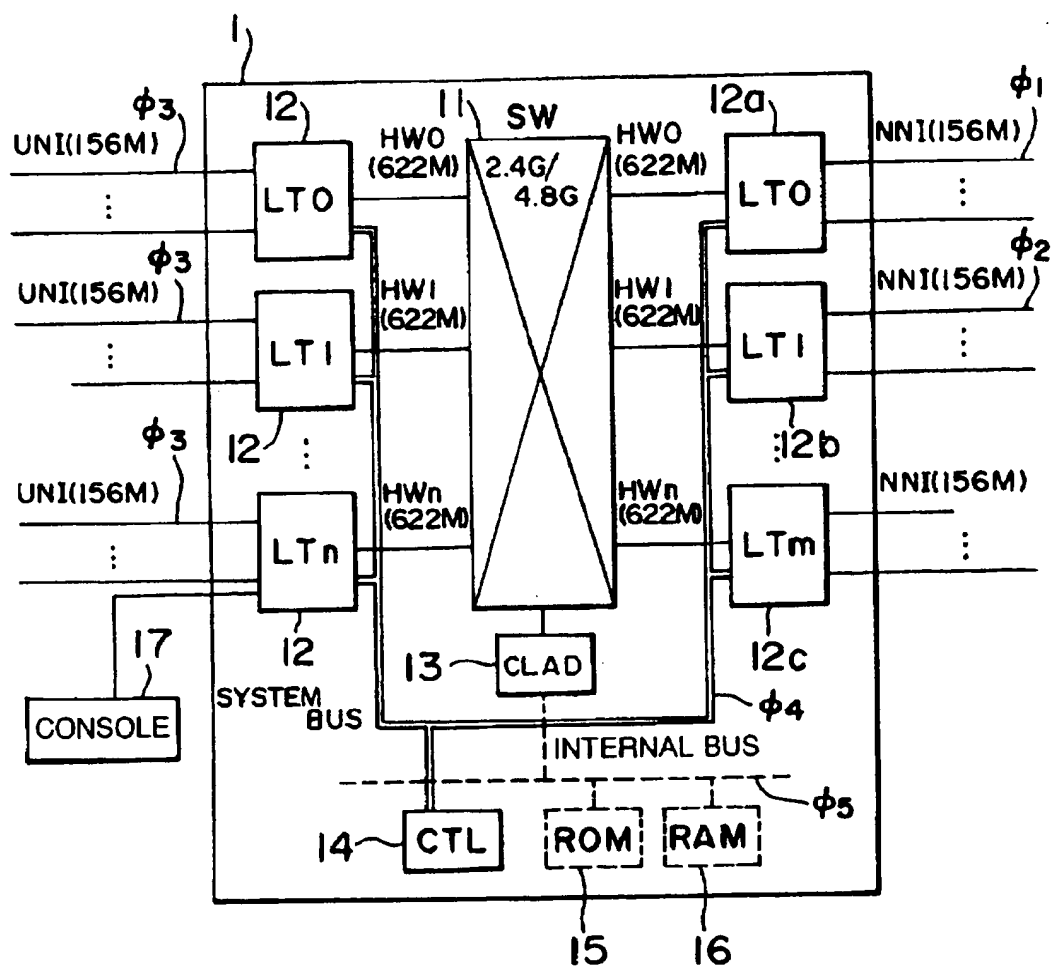 1
ϕ3
UNI(156M)
12
LT0
HW0
(622M)
11
SW
2.4G/
4.8G
HW0
(622M)
12a
LT0
NNI(156M)
ϕ1
ϕ3
UNI(156M)
LT1
12
HW1
(622M)
HW1
(622M)
LT1
12b
NNI(156M)
ϕ2
ϕ3
UNI(156M)
LTn
12
HWn
(622M)
HWn
(622M)
LTm
12c
NNI(156M)
17
CONSOLE
SYSTEM
BUS
13
CLAD
ϕ4
INTERNAL BUS
ϕ5
14
CTL
ROM
RAM
15
16